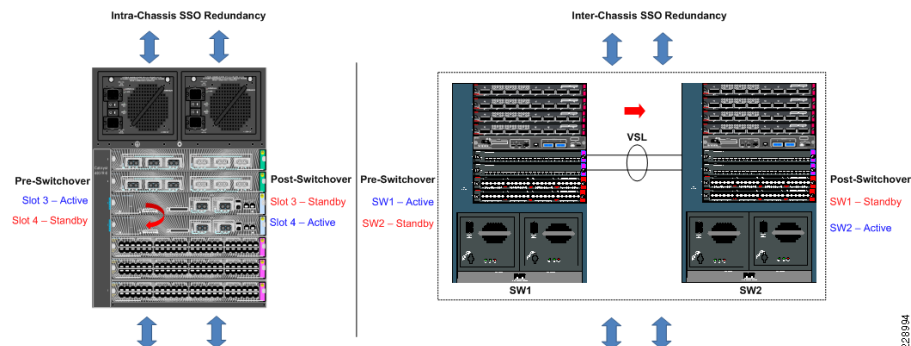 Intra-Chassis SSO Redundancy
Pre-Switchover
Slot 3 – Active
Slot 4 – Standby
Post-Switchover
Slot 3 – Standby
Slot 4 – Active
Inter-Chassis SSO Redundancy
Pre-Switchover
SW1 – Active
SW2 – Standby
VSL
SW1
SW2
Post-Switchover
SW1 – Standby
SW2 – Active
228994